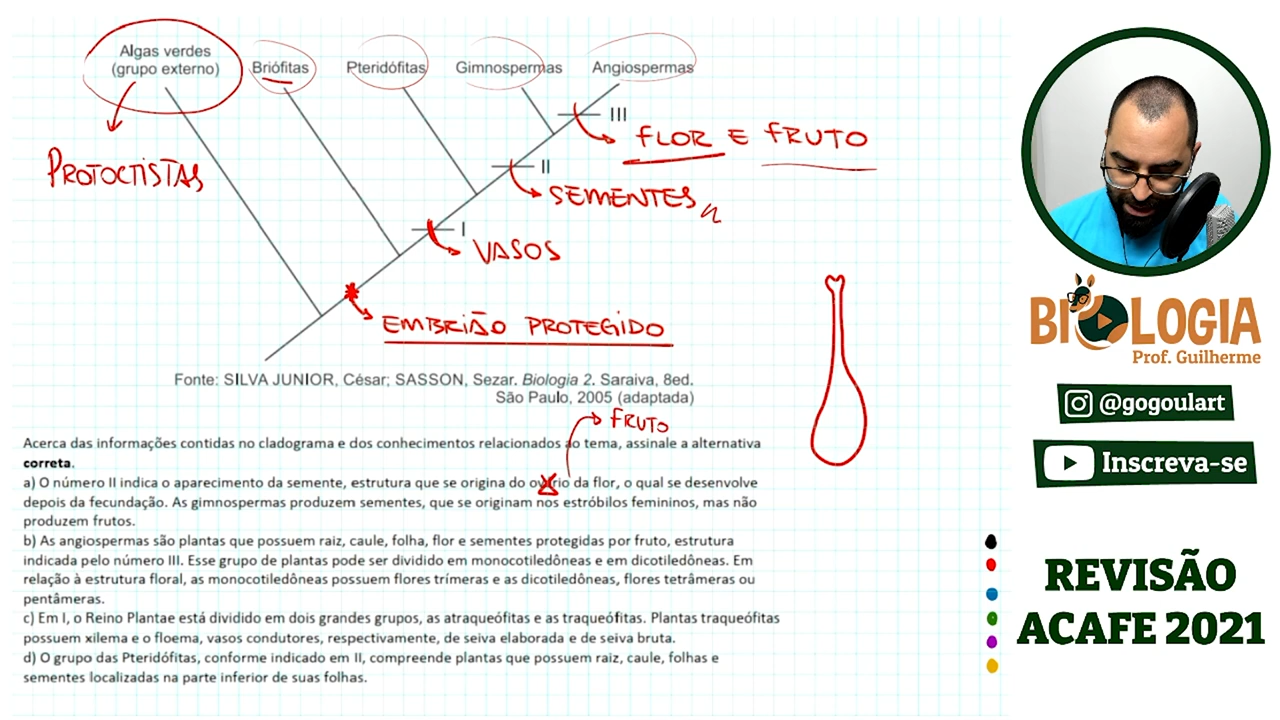 Algas verdes
(grupo externo)
Briófitas
Pteridófitas
Gimnospermas
Angiospermas
III
FLOR E FRUTO
PROTOCTISTAS
II
SEMENTES
I
VASOS
EMBRIÃO PROTEGIDO
Fonte: SILVA JUNIOR, César; SASSON, Sezar. Biologia 2. Saraiva, 8ed.
São Paulo, 2005 (adaptada)
FRUTO
Acerca das informações contidas no cladograma e dos conhecimentos relacionados ao tema, assinale a alternativa
correta.
a) O número II indica o aparecimento da semente, estrutura que se origina do ovário da flor, o qual se desenvolve
depois da fecundação. As gimnospermas produzem sementes, que se originam nos estróbilos femininos, mas não
produzem frutos.
b) As angiospermas são plantas que possuem raiz, caule, folha, flor e sementes protegidas por fruto, estrutura
indicada pelo número III. Esse grupo de plantas pode ser dividido em monocotiledôneas e em dicotiledôneas. Em
relação à estrutura floral, as monocotiledôneas possuem flores trímeras e as dicotiledôneas, flores tetrâmeras ou
pentâmeras.
c) Em I, o Reino Plantae está dividido em dois grandes grupos, as atraqueófitas e as traqueófitas. Plantas traqueófitas
possuem xilema e o floema, vasos condutores, respectivamente, de seiva elaborada e de seiva bruta.
d) O grupo das Pteridófitas, conforme indicado em II, compreende plantas que possuem raiz, caule, folhas e
sementes localizadas na parte inferior de suas folhas.
BIOLOGIA
Prof. Guilherme
@gogoulart
Inscreva-se
REVISÃO
ACAFE 2021